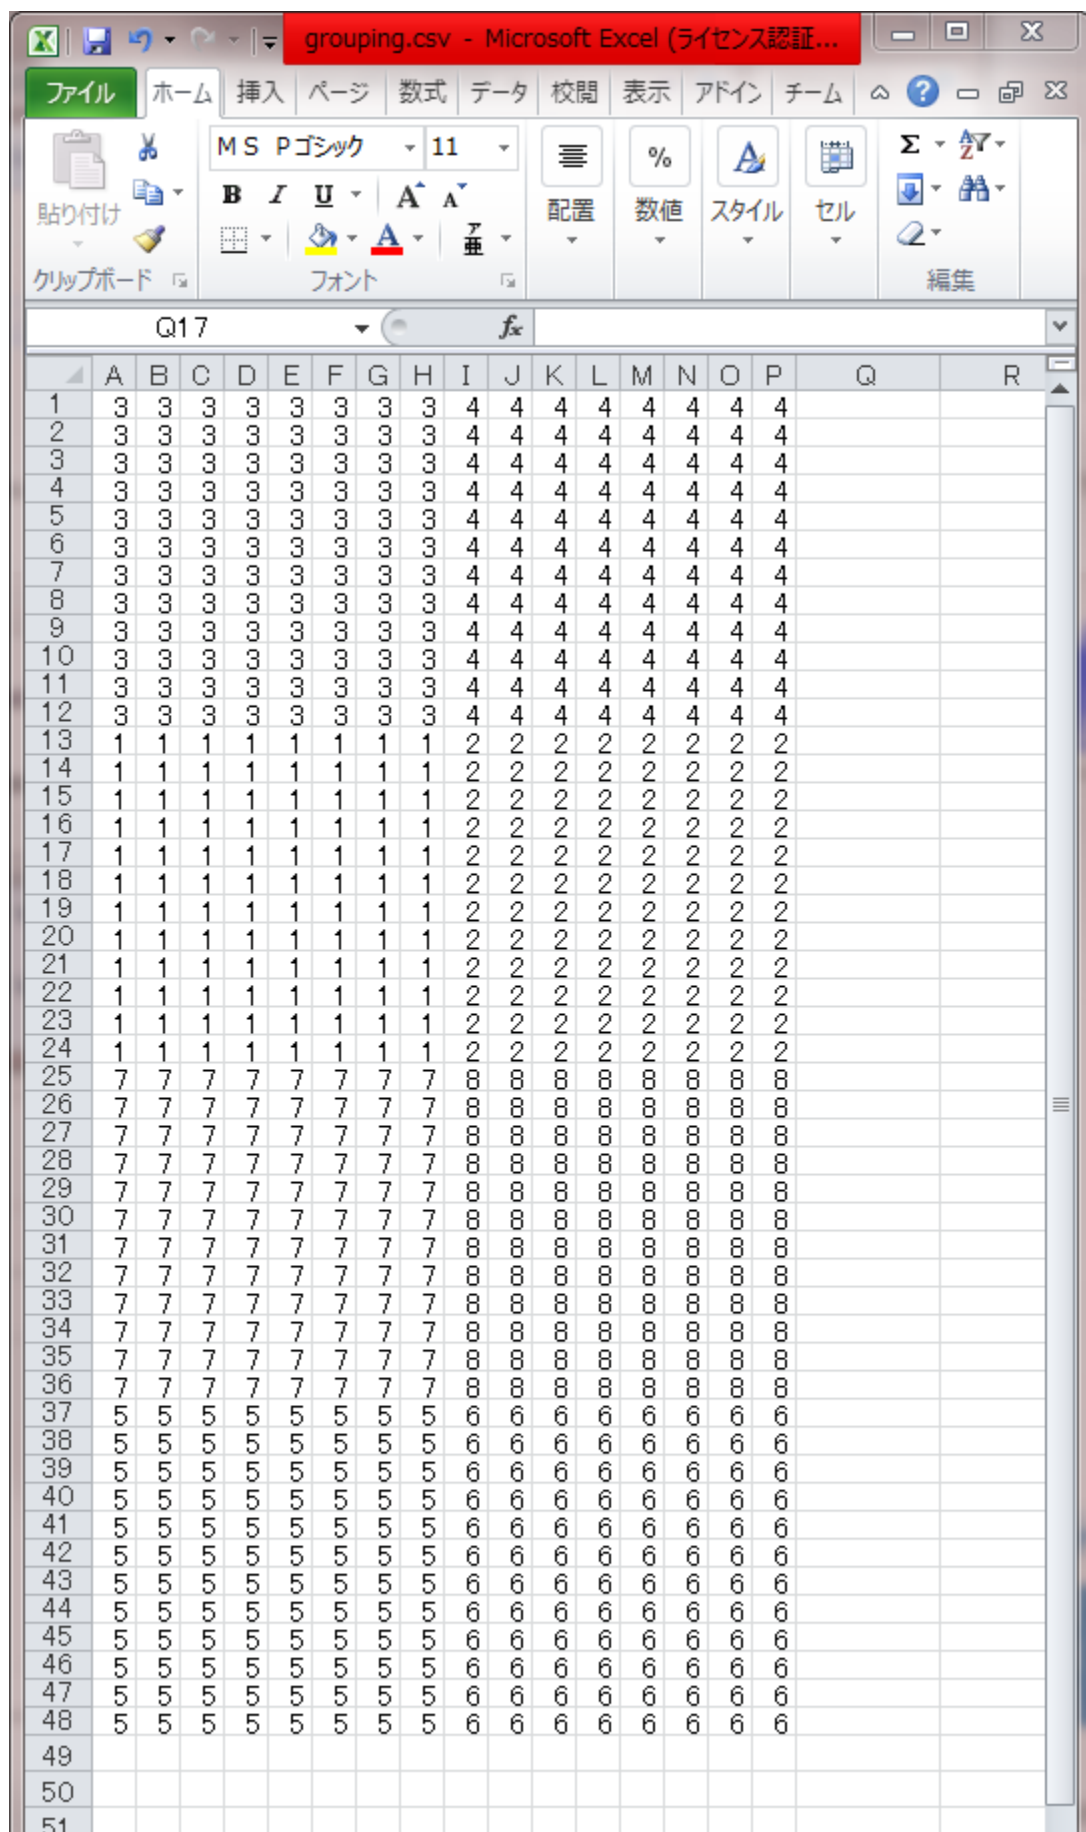 grouping.csv - Microsoft Excel (ライセンス認証...
ファイル ホーム 挿入 ページ 数式 データ 校閲 表示 アドイン チーム
MS Pゴシック 11
貼り付け
B I U A A
ア亜
配置 % 数値 スタイル セル Σ
クリップボード フォント 編集
Q17 fx
A B C D E F G H I J K L M N O P Q R
1 3 3 3 3 3 3 3 3 4 4 4 4 4 4 4 4
2 3 3 3 3 3 3 3 3 4 4 4 4 4 4 4 4
3 3 3 3 3 3 3 3 3 4 4 4 4 4 4 4 4
4 3 3 3 3 3 3 3 3 4 4 4 4 4 4 4 4
5 3 3 3 3 3 3 3 3 4 4 4 4 4 4 4 4
6 3 3 3 3 3 3 3 3 4 4 4 4 4 4 4 4
7 3 3 3 3 3 3 3 3 4 4 4 4 4 4 4 4
8 3 3 3 3 3 3 3 3 4 4 4 4 4 4 4 4
9 3 3 3 3 3 3 3 3 4 4 4 4 4 4 4 4
10 3 3 3 3 3 3 3 3 4 4 4 4 4 4 4 4
11 3 3 3 3 3 3 3 3 4 4 4 4 4 4 4 4
12 3 3 3 3 3 3 3 3 4 4 4 4 4 4 4 4
13 1 1 1 1 1 1 1 1 2 2 2 2 2 2 2 2
14 1 1 1 1 1 1 1 1 2 2 2 2 2 2 2 2
15 1 1 1 1 1 1 1 1 2 2 2 2 2 2 2 2
16 1 1 1 1 1 1 1 1 2 2 2 2 2 2 2 2
17 1 1 1 1 1 1 1 1 2 2 2 2 2 2 2 2
18 1 1 1 1 1 1 1 1 2 2 2 2 2 2 2 2
19 1 1 1 1 1 1 1 1 2 2 2 2 2 2 2 2
20 1 1 1 1 1 1 1 1 2 2 2 2 2 2 2 2
21 1 1 1 1 1 1 1 1 2 2 2 2 2 2 2 2
22 1 1 1 1 1 1 1 1 2 2 2 2 2 2 2 2
23 1 1 1 1 1 1 1 1 2 2 2 2 2 2 2 2
24 1 1 1 1 1 1 1 1 2 2 2 2 2 2 2 2
25 7 7 7 7 7 7 7 7 8 8 8 8 8 8 8 8
26 7 7 7 7 7 7 7 7 8 8 8 8 8 8 8 8
27 7 7 7 7 7 7 7 7 8 8 8 8 8 8 8 8
28 7 7 7 7 7 7 7 7 8 8 8 8 8 8 8 8
29 7 7 7 7 7 7 7 7 8 8 8 8 8 8 8 8
30 7 7 7 7 7 7 7 7 8 8 8 8 8 8 8 8
31 7 7 7 7 7 7 7 7 8 8 8 8 8 8 8 8
32 7 7 7 7 7 7 7 7 8 8 8 8 8 8 8 8
33 7 7 7 7 7 7 7 7 8 8 8 8 8 8 8 8
34 7 7 7 7 7 7 7 7 8 8 8 8 8 8 8 8
35 7 7 7 7 7 7 7 7 8 8 8 8 8 8 8 8
36 7 7 7 7 7 7 7 7 8 8 8 8 8 8 8 8
37 5 5 5 5 5 5 5 5 6 6 6 6 6 6 6 6
38 5 5 5 5 5 5 5 5 6 6 6 6 6 6 6 6
39 5 5 5 5 5 5 5 5 6 6 6 6 6 6 6 6
40 5 5 5 5 5 5 5 5 6 6 6 6 6 6 6 6
41 5 5 5 5 5 5 5 5 6 6 6 6 6 6 6 6
42 5 5 5 5 5 5 5 5 6 6 6 6 6 6 6 6
43 5 5 5 5 5 5 5 5 6 6 6 6 6 6 6 6
44 5 5 5 5 5 5 5 5 6 6 6 6 6 6 6 6
45 5 5 5 5 5 5 5 5 6 6 6 6 6 6 6 6
46 5 5 5 5 5 5 5 5 6 6 6 6 6 6 6 6
47 5 5 5 5 5 5 5 5 6 6 6 6 6 6 6 6
48 5 5 5 5 5 5 5 5 6 6 6 6 6 6 6 6
49
50
51